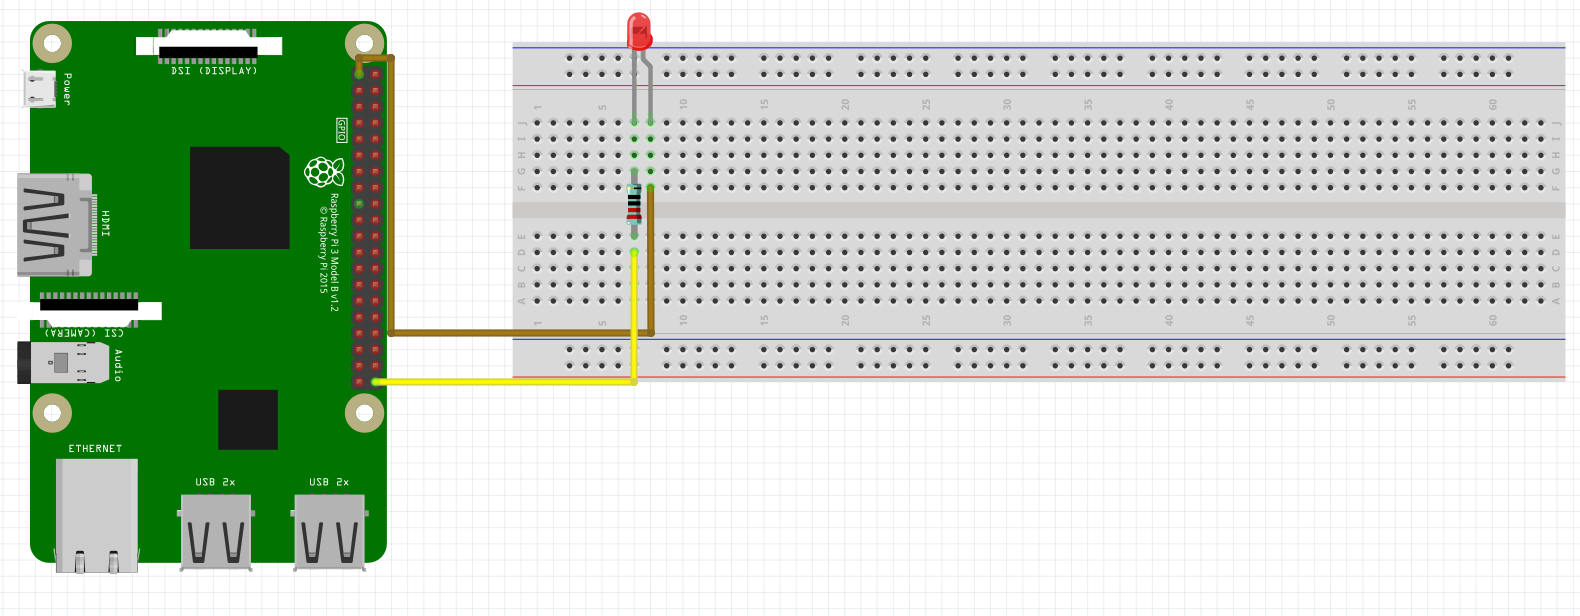 DSI (DISPLAY)
Power
GPIO
HDMI
Raspberry Pi 3 Model B v1.2
© Raspberry Pi 2015
CSI (CAMERA)
Audio
ETHERNET
USB 2x
USB 2x
1 5 10 15 20 25 30 35 40 45 50 55 60
J J
I I
H H
G G
F F
E E
D D
C C
B B
A A
1 5 10 15 20 25 30 35 40 45 50 55 60